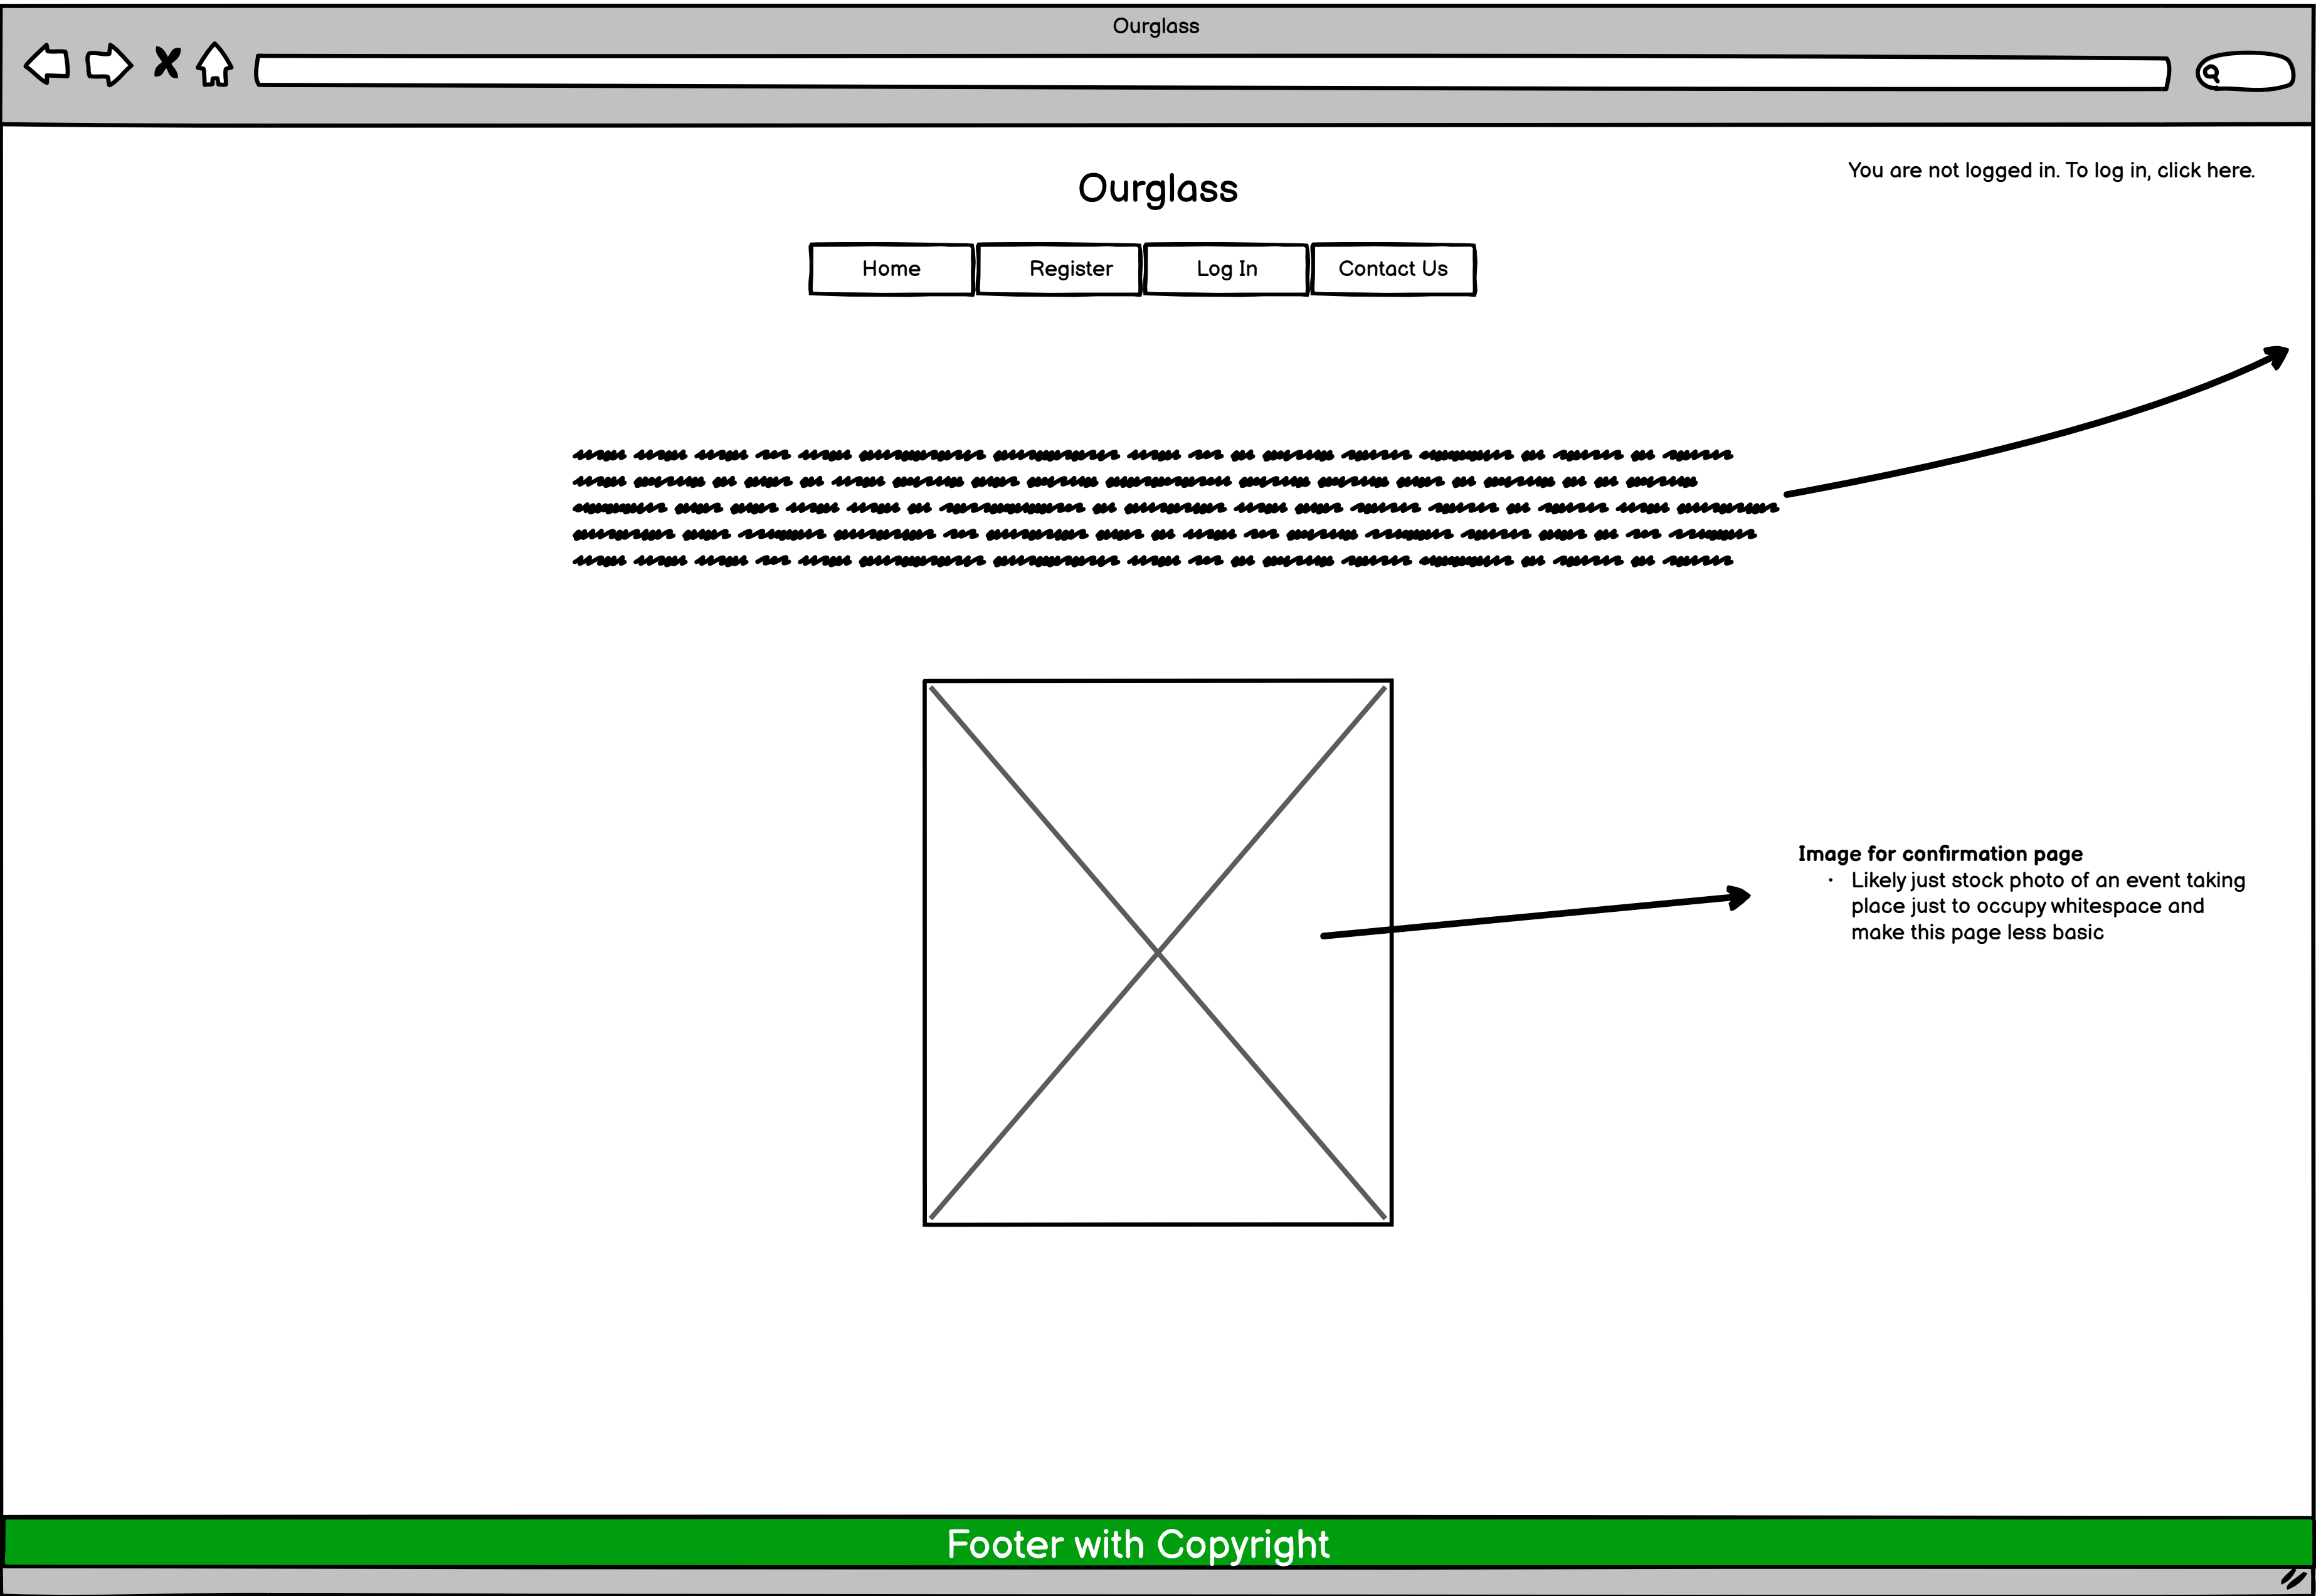 Ourglass
You are not logged in. To log in, click here.
Ourglass
Home Register Log In Contact Us
Image for confirmation page
• Likely just stock photo of an event taking
place just to occupy whitespace and
make this page less basic
Footer with Copyright